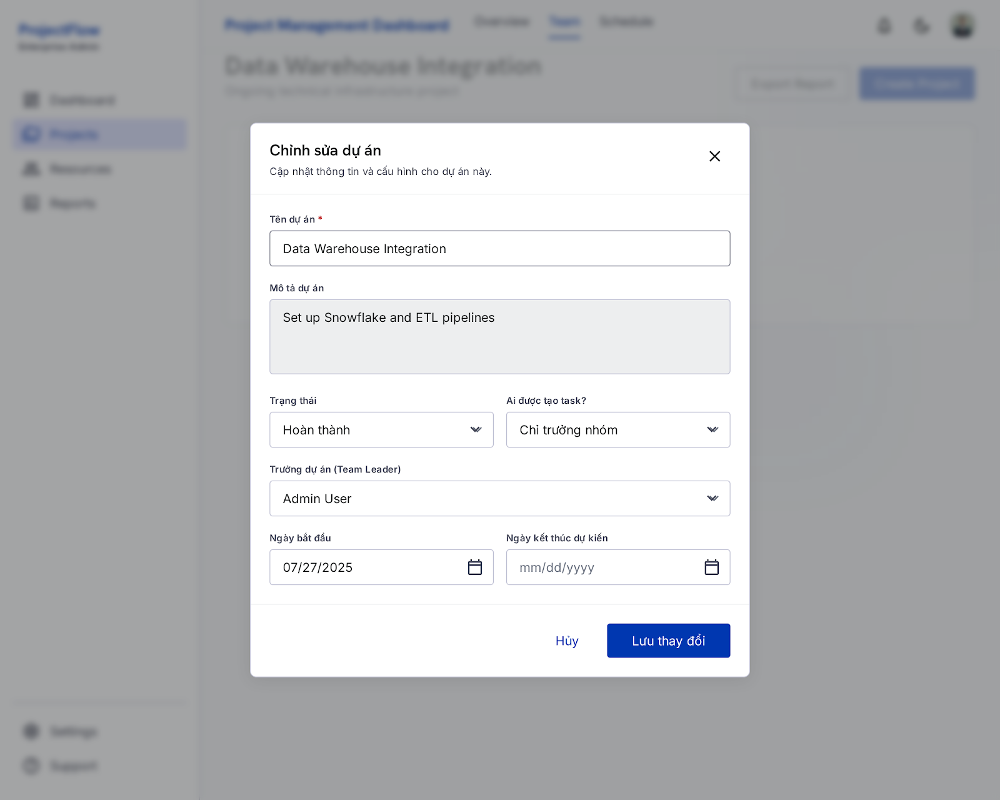 ProjectFlow
Enterprise Admin
Dashboard
Projects
Resources
Reports
Settings
Support
Project Management Dashboard
Overview
Team
Schedule
Data Warehouse Integration
Ongoing technical infrastructure project
Export Report
Create Project
Chỉnh sửa dự án
Cập nhật thông tin và cấu hình cho dự án này.
Tên dự án *
Data Warehouse Integration
Mô tả dự án
Set up Snowflake and ETL pipelines
Trạng thái
Hoàn thành
Ai được tạo task?
Chỉ trưởng nhóm
Trưởng dự án (Team Leader)
Admin User
Ngày bắt đầu
07/27/2025
Ngày kết thúc dự kiến
mm/dd/yyyy
Hủy
Lưu thay đổi